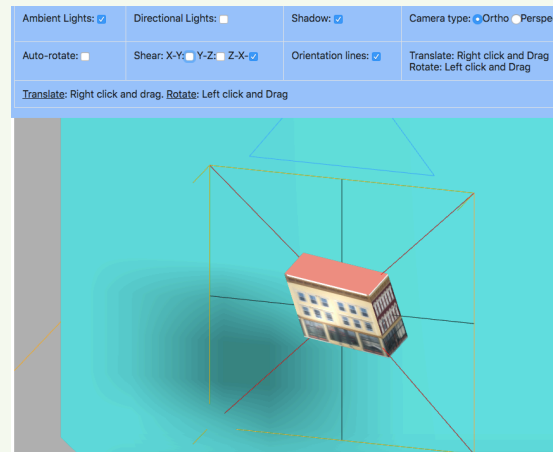 Ambient Lights:
Directional Lights:
Shadow:
Camera type: Ortho Perspe
Auto-rotate:
Shear: X-Y: Y-Z: Z-X-
Orientation lines:
Translate: Right click and Drag
Rotate: Left click and Drag
Translate: Right click and drag. Rotate: Left click and Drag